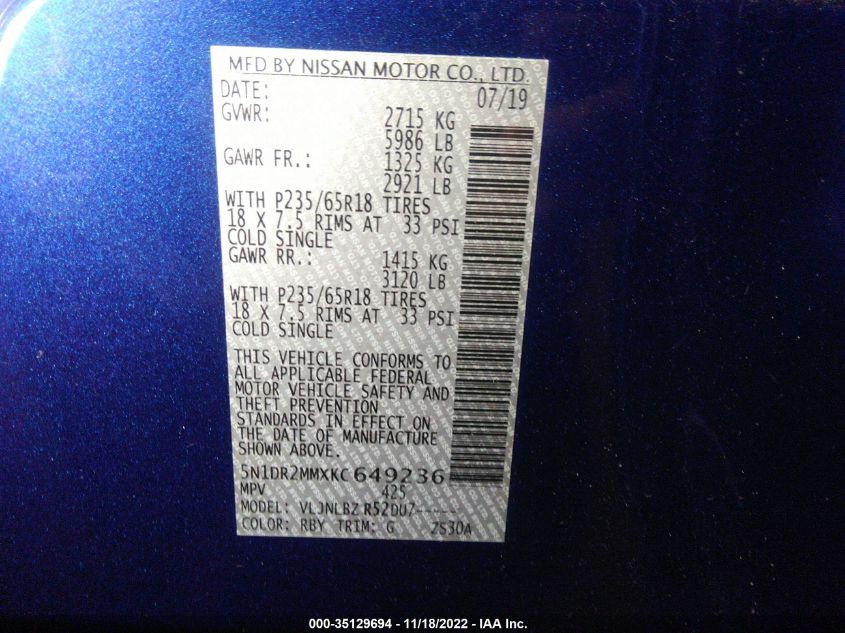 MFD BY NISSAN MOTOR CO., LTD.
DATE: 07/19
GVWR: 2715 KG
5986 LB
GAWR FR.: 1325 KG
2921 LB
WITH P235/65R18 TIRES
18 X 7.5 RIMS AT 33 PSI
COLD SINGLE
GAWR RR.: 1415 KG
3120 LB
WITH P235/65R18 TIRES
18 X 7.5 RIMS AT 33 PSI
COLD SINGLE
THIS VEHICLE CONFORMS TO
ALL APPLICABLE FEDERAL
MOTOR VEHICLE SAFETY AND
THEFT PREVENTION
STANDARDS IN EFFECT ON
THE DATE OF MANUFACTURE
SHOWN ABOVE.
5N1DR2MMXKC649236
MPV 425
MODEL: VLJNLBZ R52DUZ-----
COLOR: RBY TRIM: G ZS30A
000-35129694 - 11/18/2022 - IAA Inc.